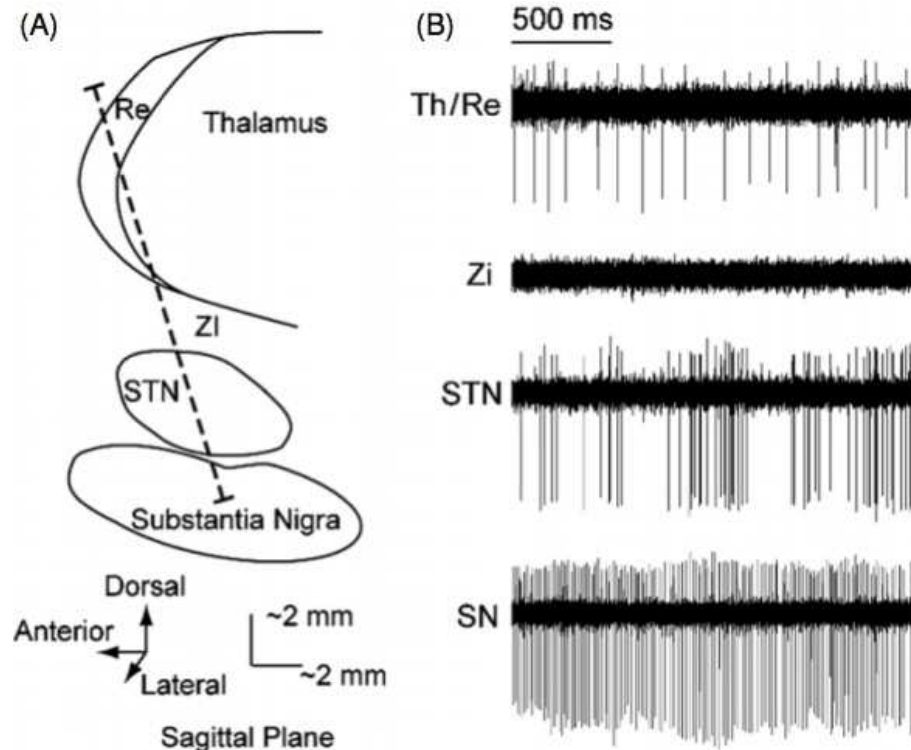 (A)
Re
Thalamus
ZI
STN
Substantia Nigra
Dorsal
Anterior
Lateral
~2 mm
~2 mm
Sagittal Plane
(B)
500 ms
Th/Re
Zi
STN
SN